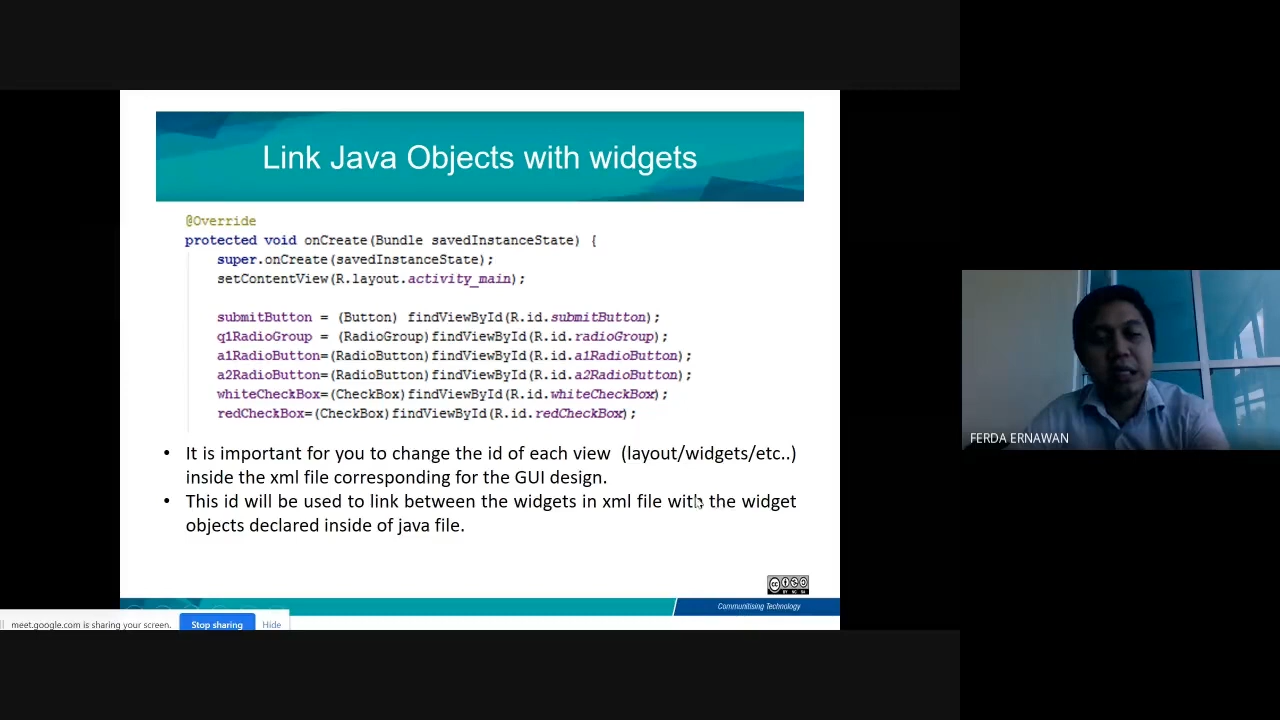 Link Java Objects with widgets
@Override
protected void onCreate(Bundle savedInstanceState) {
super.onCreate(savedInstanceState);
setContentView(R.layout.activity_main);
submitButton = (Button) findViewById(R.id.submitButton);
q1RadioGroup = (RadioGroup)findViewById(R.id.radioGroup);
a1RadioButton=(RadioButton)findViewById(R.id.a1RadioButton);
a2RadioButton=(RadioButton)findViewById(R.id.a2RadioButton);
whiteCheckBox=(CheckBox)findViewById(R.id.whiteCheckBox);
redCheckBox=(CheckBox)findViewById(R.id.redCheckBox);
• It is important for you to change the id of each view (layout/widgets/etc..)
inside the xml file corresponding for the GUI design.
• This id will be used to link between the widgets in xml file with the widget
objects declared inside of java file.
FERDA ERNAWAN
cc
BY NC SA
Communitising Technology
meet.google.com is sharing your screen.
Stop sharing
Hide